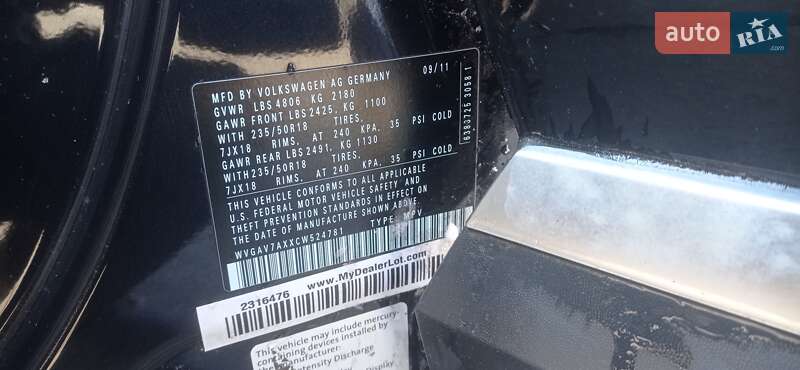 auto RIA
.com
MFD BY VOLKSWAGEN AG GERMANY 09/11
GVWR LBS 4806 KG 2180
GAWR FRONT LBS 2425, KG 1100
WITH 235/50R18 TIRES,
7JX18 RIMS, AT 240 KPA, 35 PSI COLD
GAWR REAR LBS 2491, KG 1130
WITH 235/50R18 TIRES,
7JX18 RIMS, AT 240 KPA, 35 PSI COLD
THIS VEHICLE CONFORMS TO ALL APPLICABLE
U.S. FEDERAL MOTOR VEHICLE SAFETY AND
THEFT PREVENTION STANDARDS IN EFFECT ON
THE DATE OF MANUFACTURE SHOWN ABOVE.
WVGAV7AXXCW524781 TYPE: MPV
2316476 www.MyDealerLot.com
This vehicle may include mercury-
containing devices installed by
manufacturer:
Intensity Discharge